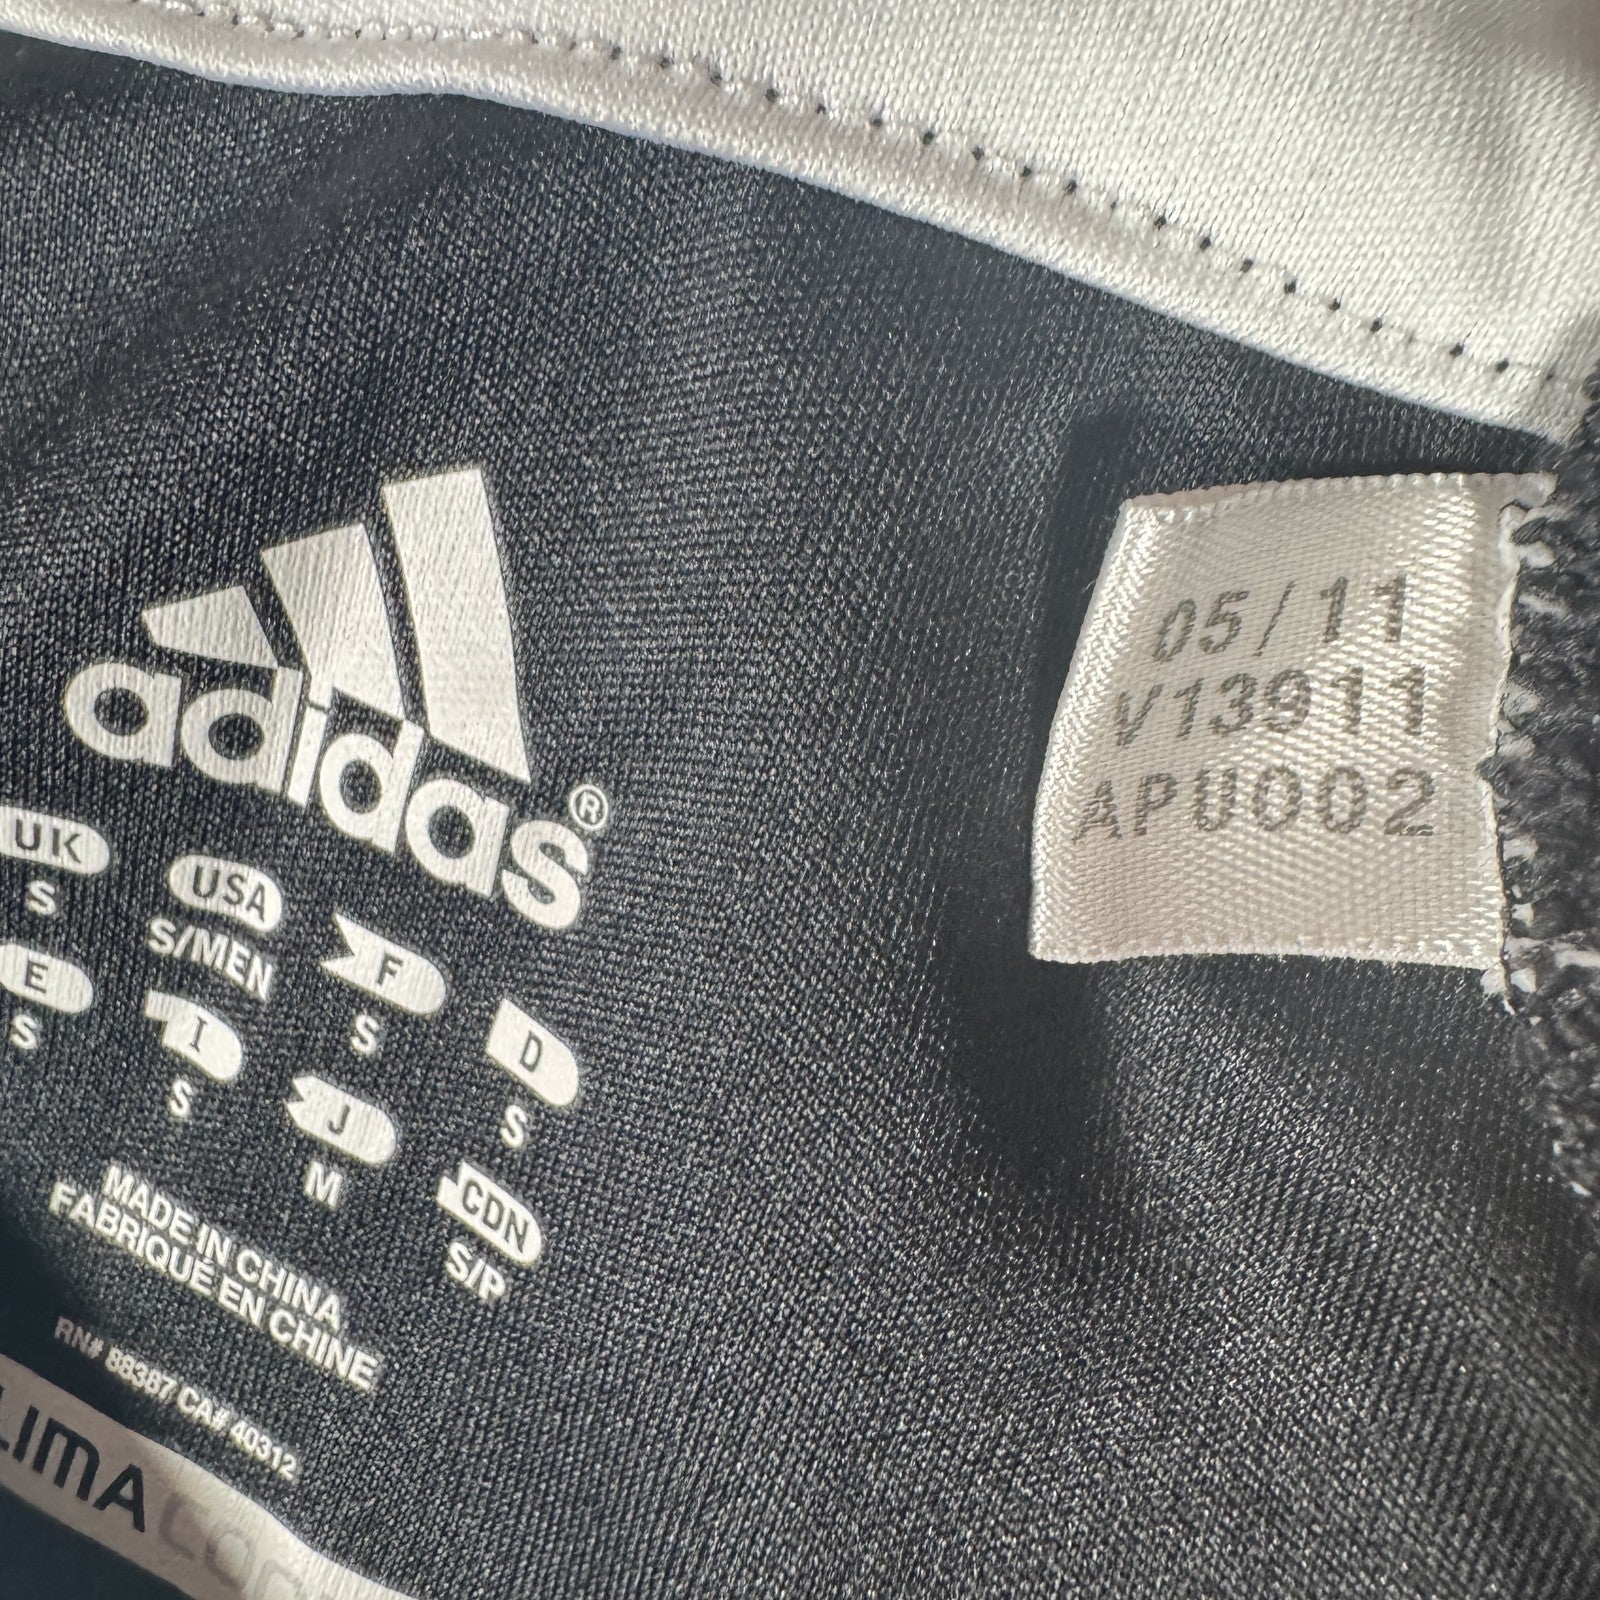 adidas®
UK USA F D
S S/MEN S S
E I J CDN
S S M S/P
MADE IN CHINA
FABRIQUÉ EN CHINE
RN# 88387 CA# 40312
LIMA
05/11
V13911
APU002